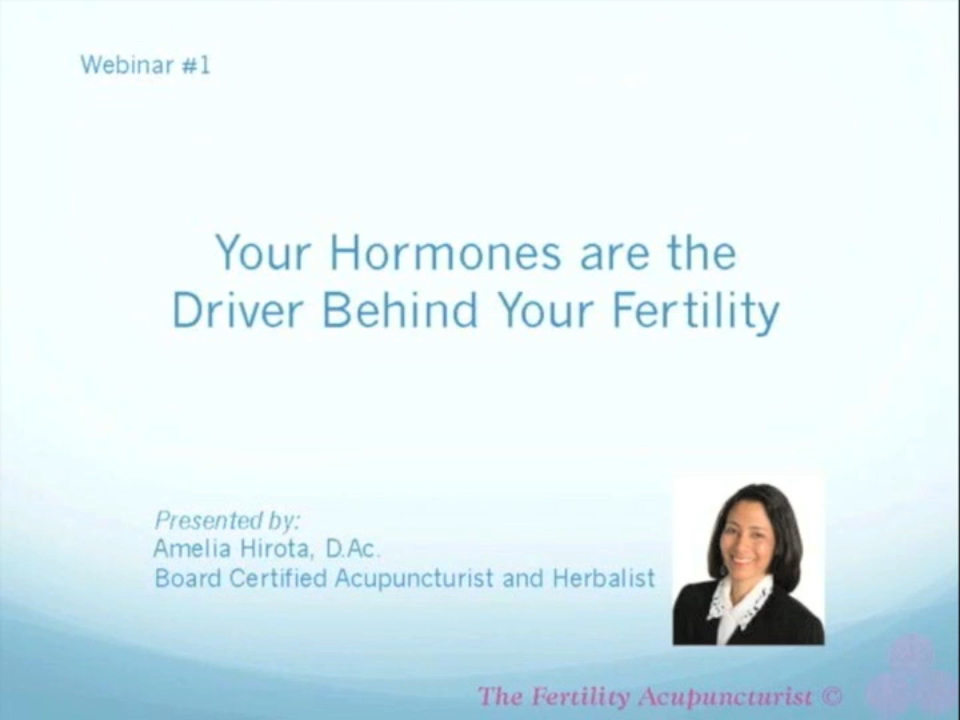 Webinar #1
Your Hormones are the
Driver Behind Your Fertility
Presented by:
Amelia Hirota, D.Ac.
Board Certified Acupuncturist and Herbalist
The Fertility Acupuncturist ©